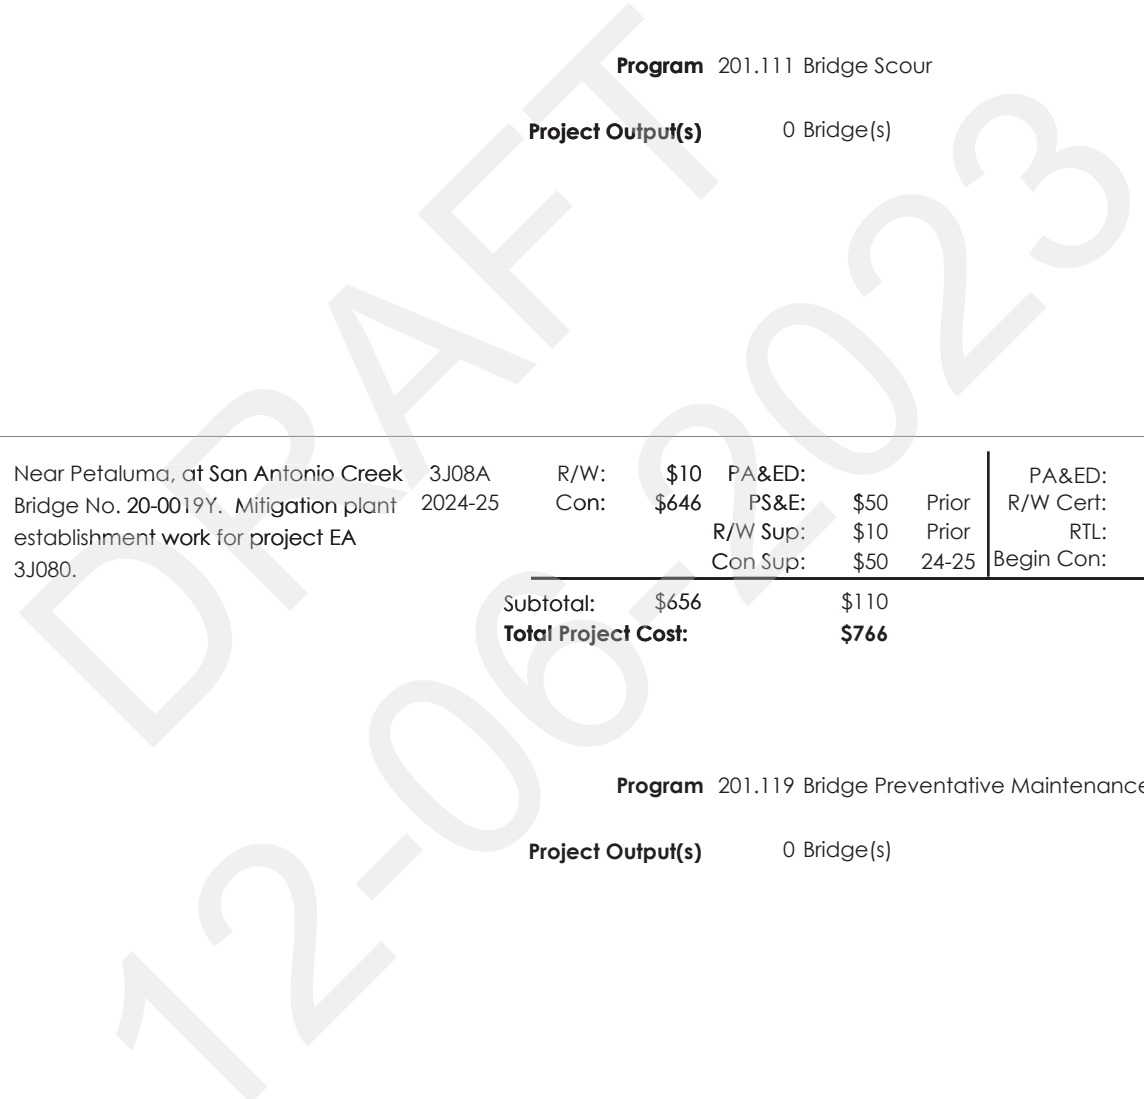 Program 201.111 Bridge Scour
Project Output(s) 0 Bridge(s)
Near Petaluma, at San Antonio Creek 3J08A R/W: $10 PA&ED: PA&ED:
Bridge No. 20-0019Y. Mitigation plant 2024-25 Con: $646 PS&E: $50 Prior R/W Cert:
establishment work for project EA R/W Sup: $10 Prior RTL:
3J080. Con Sup: $50 24-25 Begin Con:
Subtotal: $656 $110
Total Project Cost: $766
Program 201.119 Bridge Preventative Maintenance
Project Output(s) 0 Bridge(s)
DRAFT
12-06-2023